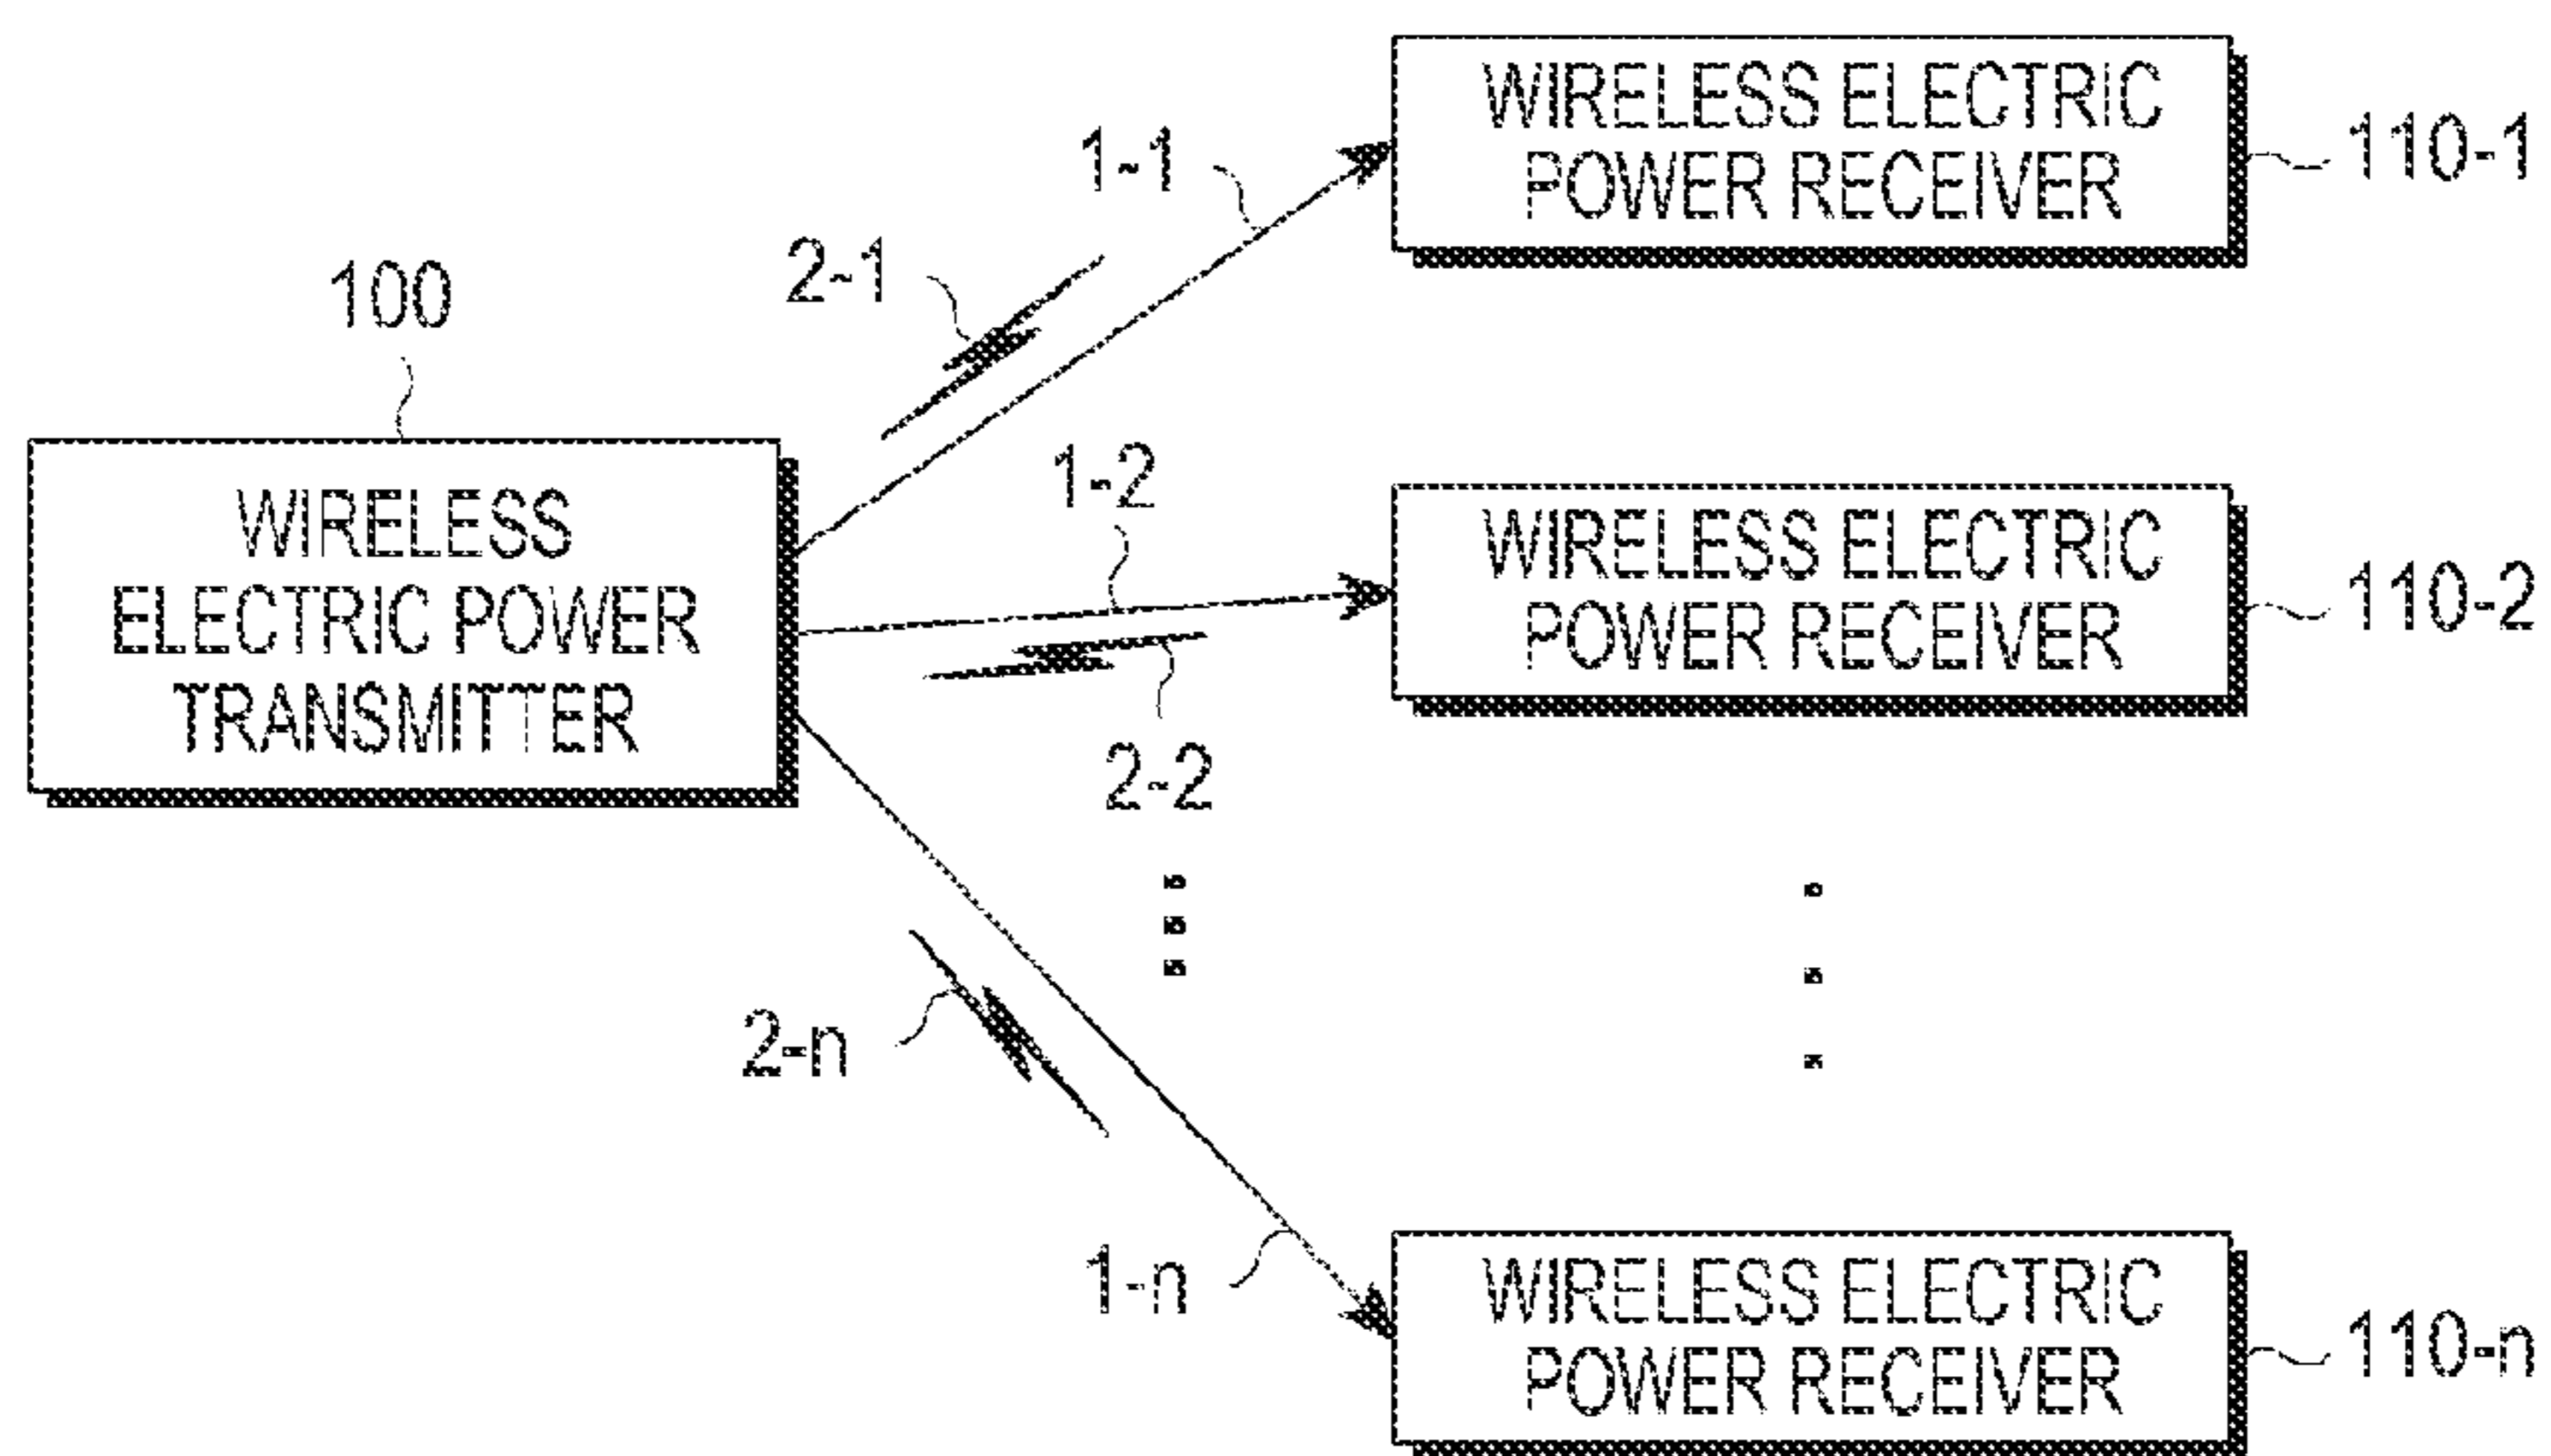 100
WIRELESS
ELECTRIC POWER
TRANSMITTER
1-1
2-1
1-2
2-2
2-n
1-n
WIRELESS ELECTRIC
POWER RECEIVER
110-1
WIRELESS ELECTRIC
POWER RECEIVER
110-2
WIRELESS ELECTRIC
POWER RECEIVER
110-n